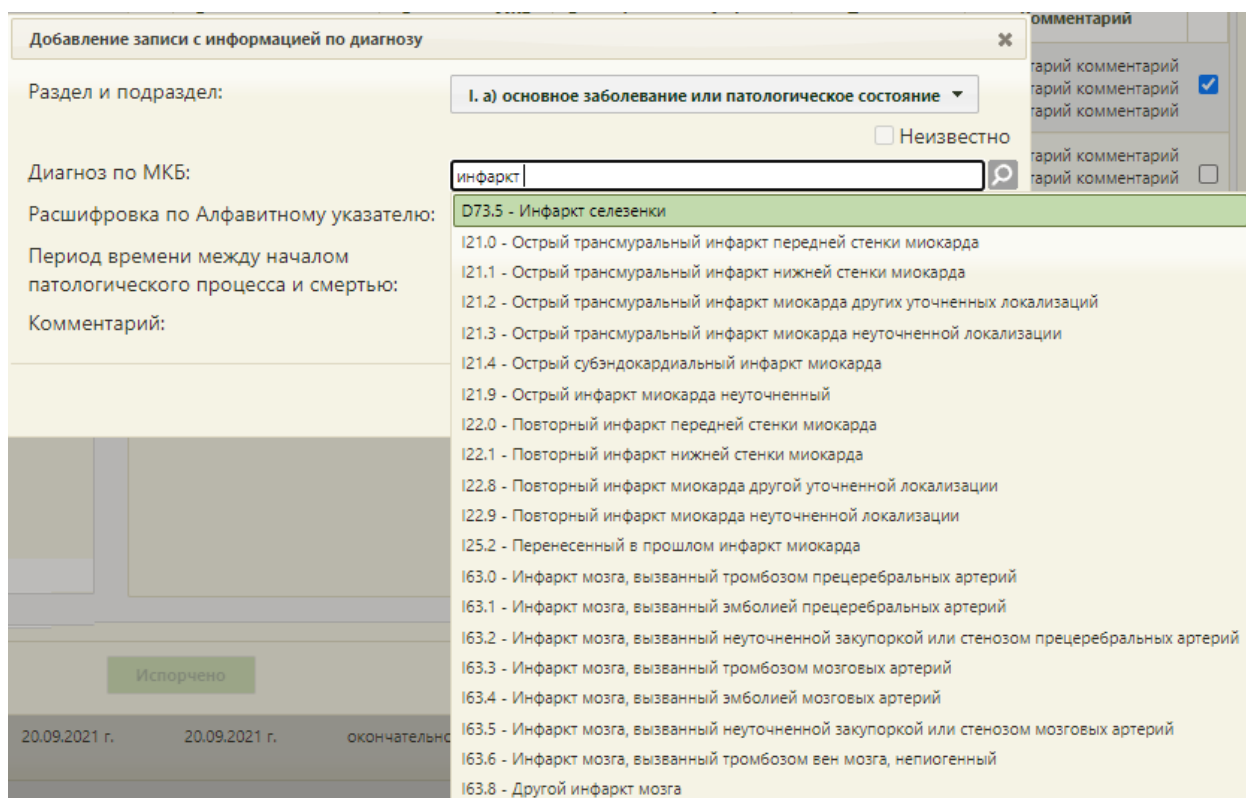 Комментарий
Добавление записи с информацией по диагнозу
тарий комментарий
тарий комментарий
тарий комментарий
Раздел и подраздел:
I. а) основное заболевание или патологическое состояние
Неизвестно
тарий комментарий
тарий комментарий
Диагноз по МКБ:
инфаркт
Расшифровка по Алфавитному указателю:
Период времени между началом
патологического процесса и смертью:
Комментарий:
D73.5 - Инфаркт селезенки
I21.0 - Острый трансмуральный инфаркт передней стенки миокарда
I21.1 - Острый трансмуральный инфаркт нижней стенки миокарда
I21.2 - Острый трансмуральный инфаркт миокарда других уточненных локализаций
I21.3 - Острый трансмуральный инфаркт миокарда неуточненной локализации
I21.4 - Острый субэндокардиальный инфаркт миокарда
I21.9 - Острый инфаркт миокарда неуточненный
I22.0 - Повторный инфаркт передней стенки миокарда
I22.1 - Повторный инфаркт нижней стенки миокарда
I22.8 - Повторный инфаркт миокарда другой уточненной локализации
I22.9 - Повторный инфаркт миокарда неуточненной локализации
I25.2 - Перенесенный в прошлом инфаркт миокарда
I63.0 - Инфаркт мозга, вызванный тромбозом прецеребральных артерий
I63.1 - Инфаркт мозга, вызванный эмболией прецеребральных артерий
I63.2 - Инфаркт мозга, вызванный неуточненной закупоркой или стенозом прецеребральных артерий
I63.3 - Инфаркт мозга, вызванный тромбозом мозговых артерий
I63.4 - Инфаркт мозга, вызванный эмболией мозговых артерий
I63.5 - Инфаркт мозга, вызванный неуточненной закупоркой или стенозом мозговых артерий
I63.6 - Инфаркт мозга, вызванный тромбозом вен мозга, непиогенный
I63.8 - Другой инфаркт мозга
Испорчено
20.09.2021 г. 20.09.2021 г. окончательно